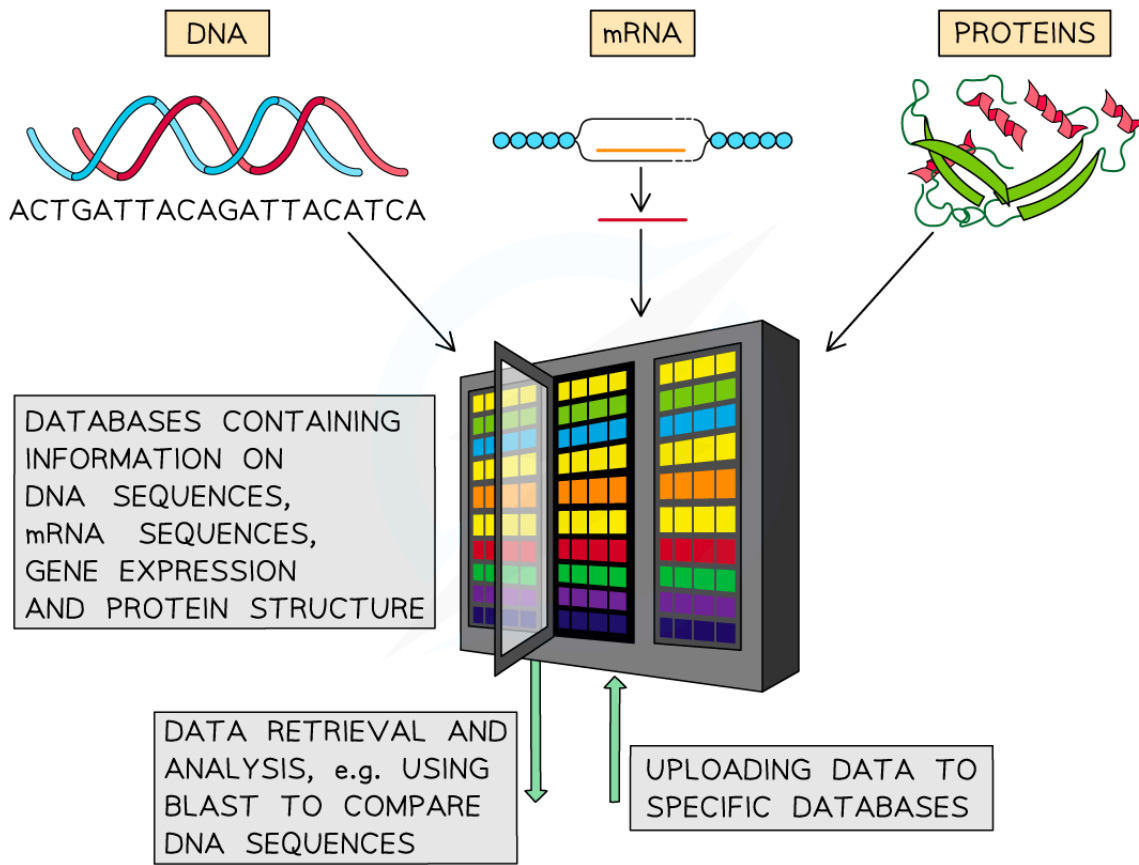 DNA
mRNA
PROTEINS
ACTGATTACAGATTACATCA
DATABASES CONTAINING
INFORMATION ON
DNA SEQUENCES,
mRNA SEQUENCES,
GENE EXPRESSION
AND PROTEIN STRUCTURE
DATA RETRIEVAL AND
ANALYSIS, e.g. USING
BLAST TO COMPARE
DNA SEQUENCES
UPLOADING DATA TO
SPECIFIC DATABASES